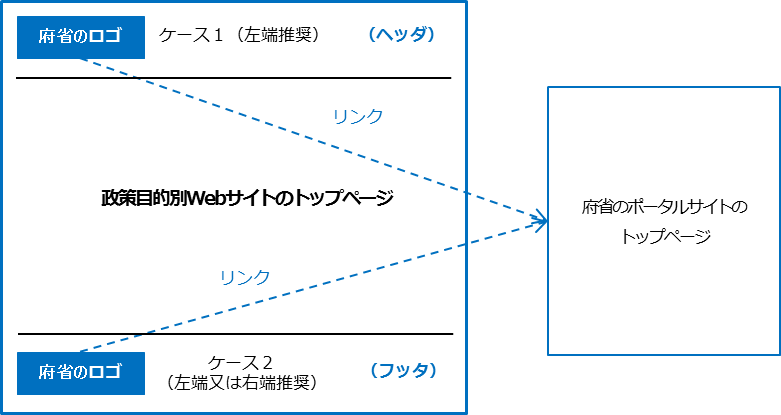 府省のロゴ
ケース１（左端推奨）
（ヘッダ）
リンク
政策目的別Webサイトのトップページ
府省のポータルサイトの
トップページ
リンク
府省のロゴ
ケース２
（左端又は右端推奨）
（フッタ）